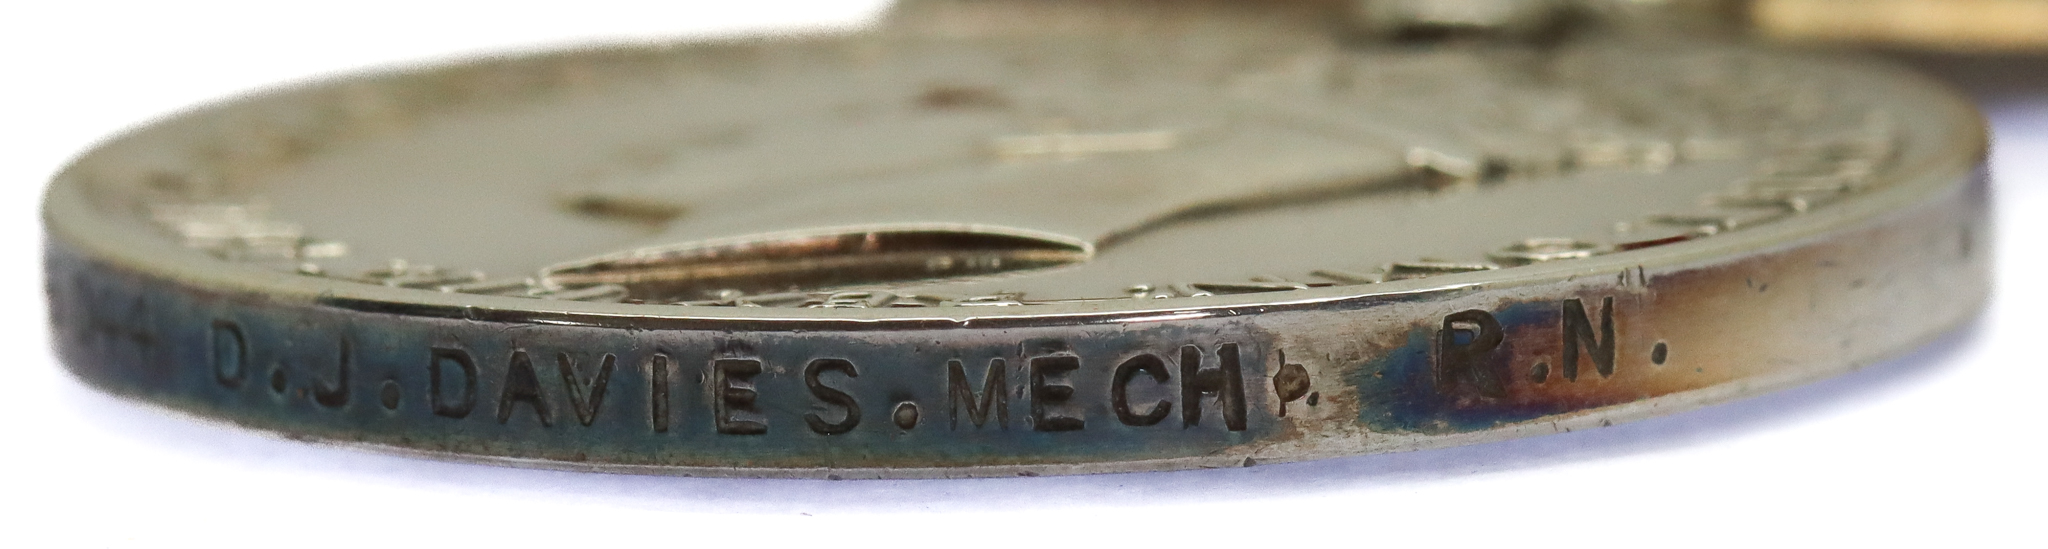 D.J.DAVIES.MECH. R.N.